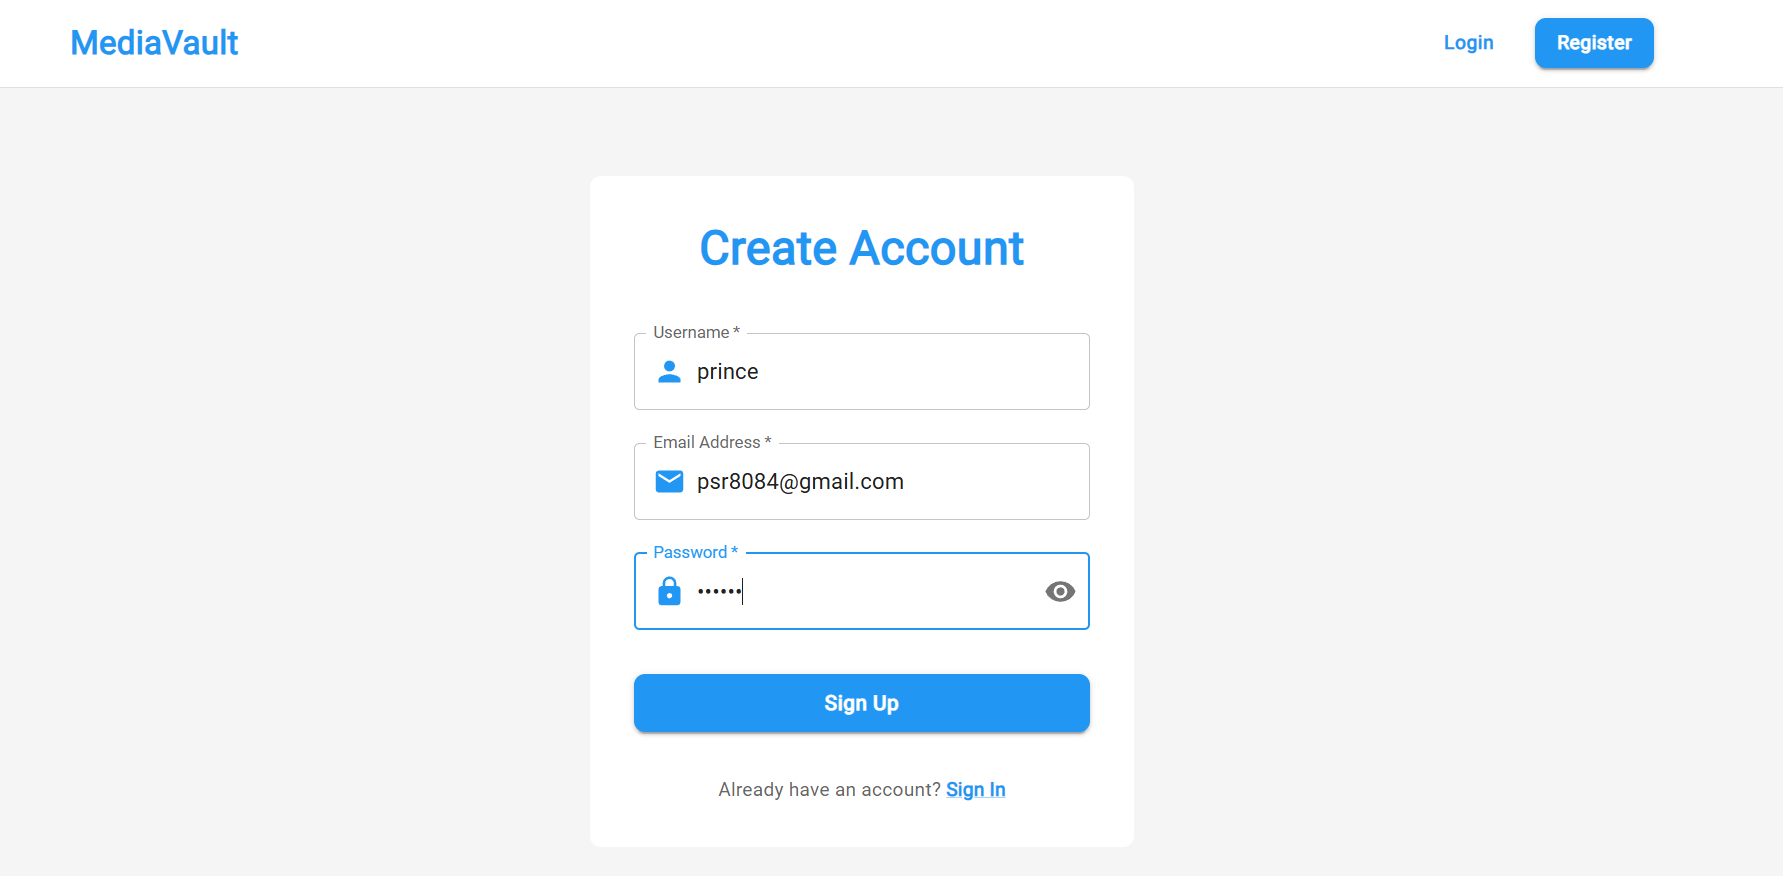 MediaVault
Login
Register
Create Account
Username *
prince
Email Address *
psr8084@gmail.com
Password *
••••••
Sign Up
Already have an account? Sign In